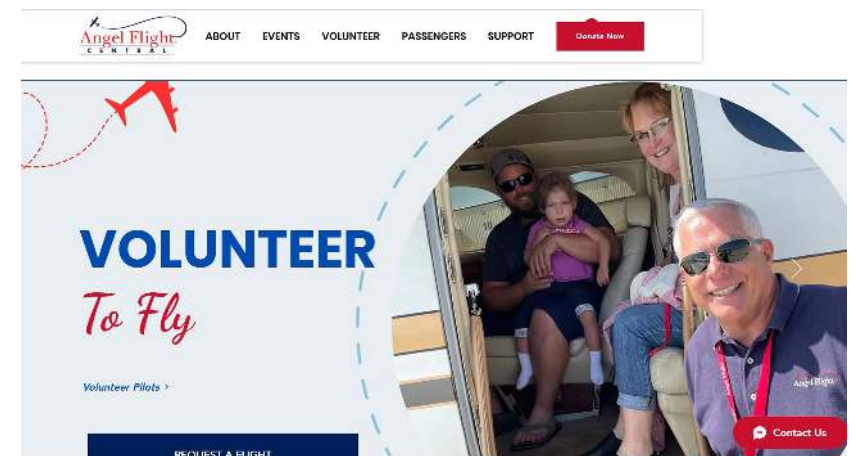 Angel Flight
CENTRAL
ABOUT EVENTS VOLUNTEER PASSENGERS SUPPORT Donate Now
VOLUNTEER
To Fly
Volunteer Pilots >
REQUEST A FLIGHT
Angel Flight
Contact Us